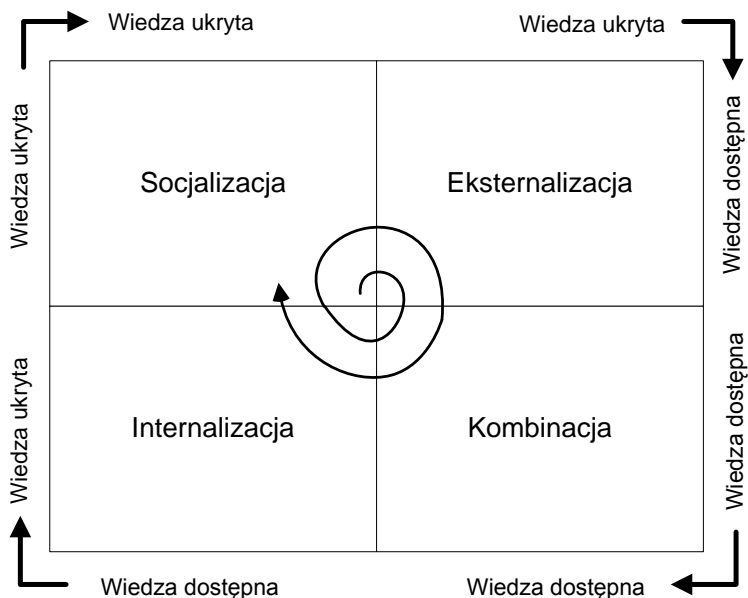 Wiedza ukryta
Wiedza ukryta
Wiedza ukryta
Socjalizacja
Eksternalizacja
Wiedza dostępna
Wiedza ukryta
Internalizacja
Kombinacja
Wiedza dostępna
Wiedza dostępna
Wiedza dostępna